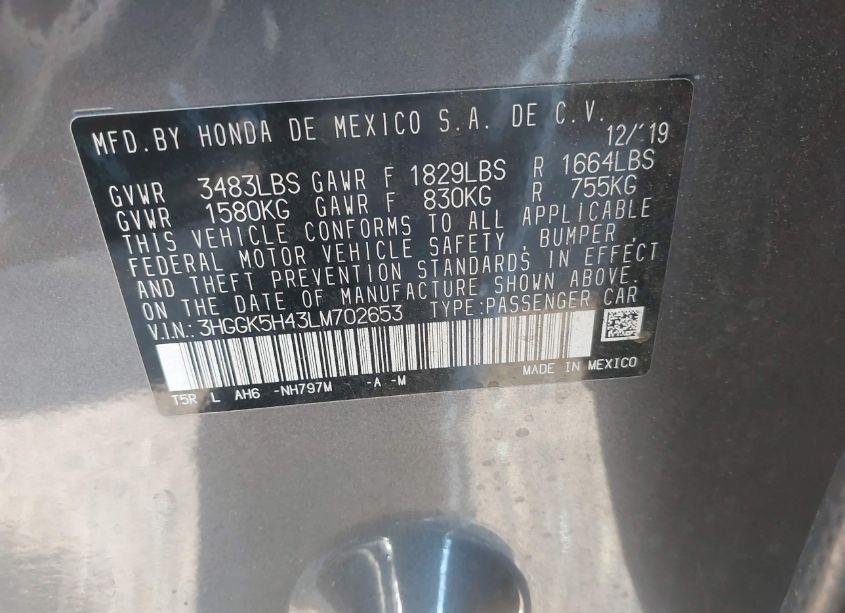 MFD.BY HONDA DE MEXICO S.A. DE C.V.
12/'19
GVWR 3483LBS GAWR F 1829LBS R 1664LBS
GVWR 1580KG GAWR F 830KG R 755KG
THIS VEHICLE CONFORMS TO ALL APPLICABLE
FEDERAL MOTOR VEHICLE SAFETY, BUMPER,
AND THEFT PREVENTION STANDARDS IN EFFECT
ON THE DATE OF MANUFACTURE SHOWN ABOVE.
V.I.N.: 3HGGK5H43LM702653 TYPE:PASSENGER CAR
MADE IN MEXICO
T5R L AH6 -NH797M -A -M